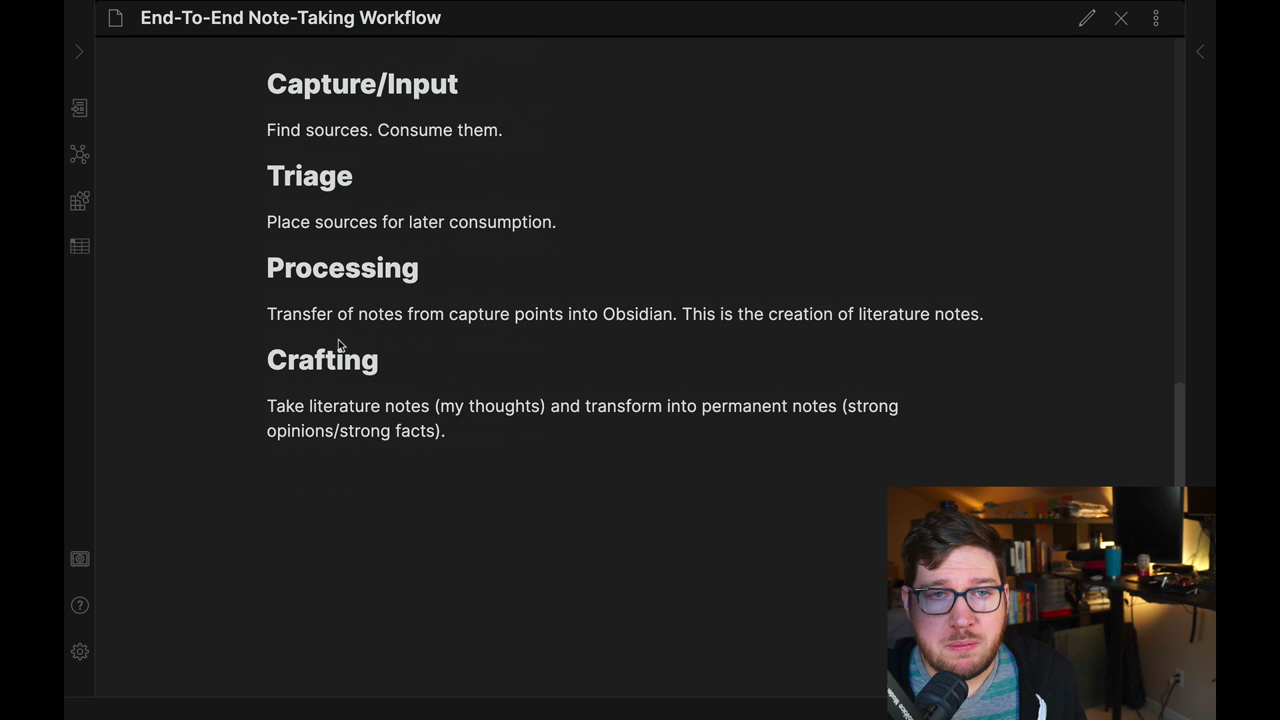 End-To-End Note-Taking Workflow
Capture/Input
Find sources. Consume them.
Triage
Place sources for later consumption.
Processing
Transfer of notes from capture points into Obsidian. This is the creation of literature notes.
Crafting
Take literature notes (my thoughts) and transform into permanent notes (strong
opinions/strong facts).